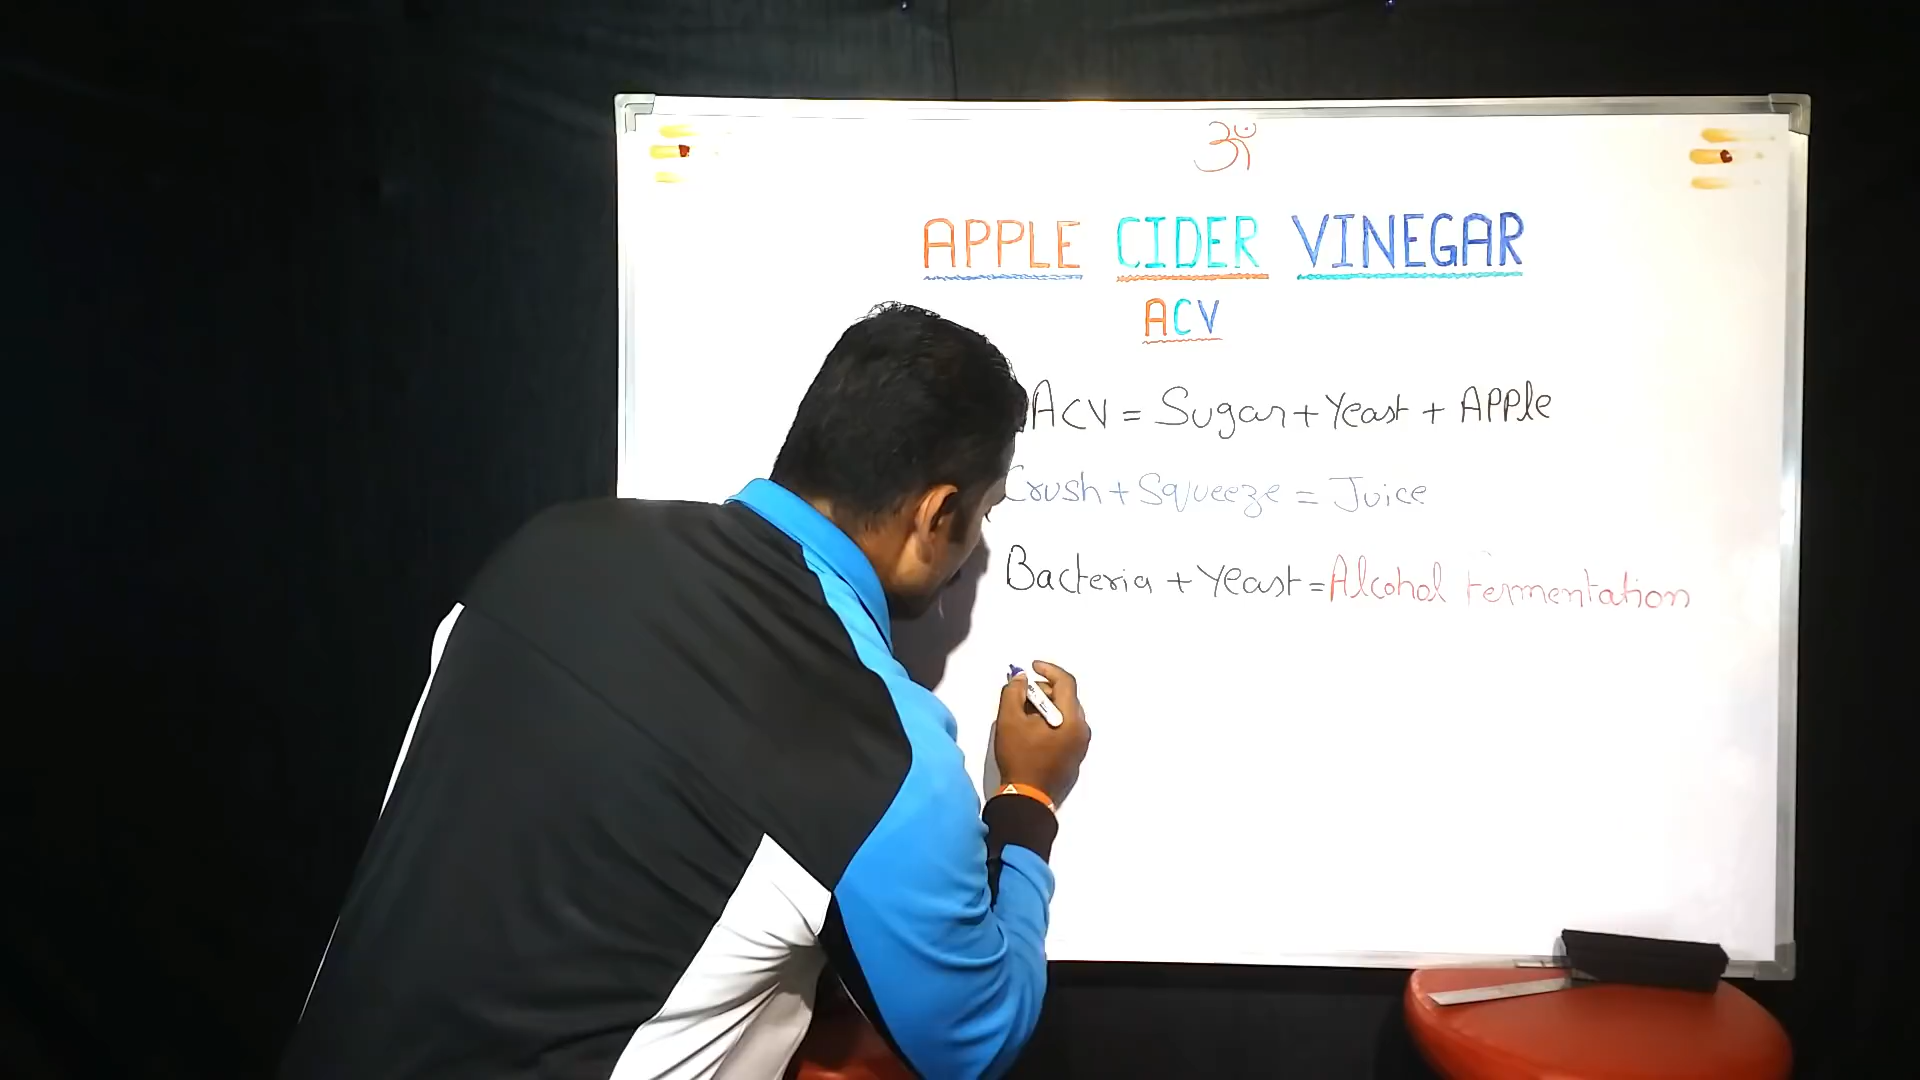 ॐ
APPLE CIDER VINEGAR
ACV
ACV = Sugar + Yeast + APPle
Crush + Squeeze = Juice
Bacteria + Yeast = Alcohol Fermentation